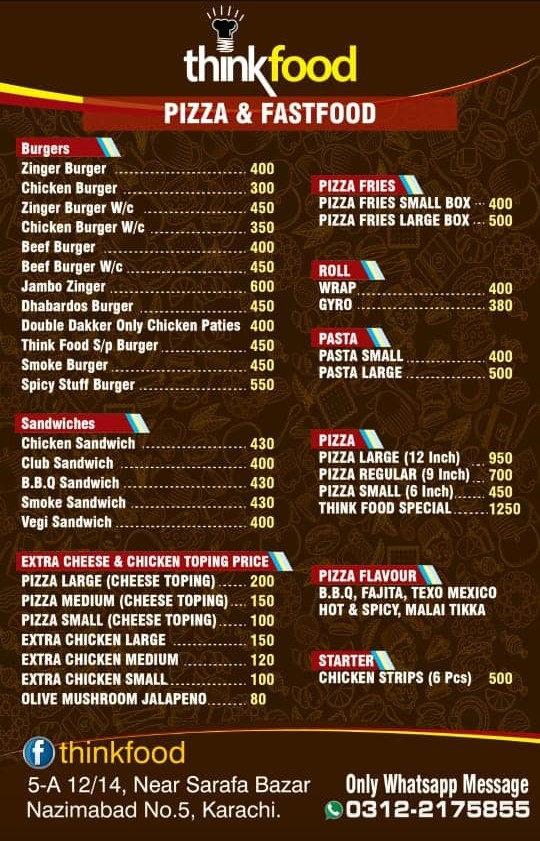 thinkfood
PIZZA & FASTFOOD
Burgers
Zinger Burger ........ 400
Chicken Burger ........ 300
Zinger Burger W/c ........ 450
Chicken Burger W/c ........ 350
Beef Burger ........ 400
Beef Burger W/c ........ 450
Jambo Zinger ........ 600
Dhabardos Burger ........ 450
Double Dakker Only Chicken Paties 400
Think Food S/p Burger ........ 450
Smoke Burger ........ 450
Spicy Stuff Burger ........ 550
Sandwiches
Chicken Sandwich ........ 430
Club Sandwich ........ 400
B.B.Q Sandwich ........ 430
Smoke Sandwich ........ 430
Vegi Sandwich ........ 400
EXTRA CHEESE & CHICKEN TOPING PRICE
PIZZA LARGE (CHEESE TOPING) ...... 200
PIZZA MEDIUM (CHEESE TOPING) .... 150
PIZZA SMALL (CHEESE TOPING) ...... 100
EXTRA CHICKEN LARGE ........ 150
EXTRA CHICKEN MEDIUM ........ 120
EXTRA CHICKEN SMALL ........ 100
OLIVE MUSHROOM JALAPENO ........ 80
PIZZA FRIES
PIZZA FRIES SMALL BOX ... 400
PIZZA FRIES LARGE BOX ... 500
ROLL
WRAP ........ 400
GYRO ........ 380
PASTA
PASTA SMALL ........ 400
PASTA LARGE ........ 500
PIZZA
PIZZA LARGE (12 Inch) ... 950
PIZZA REGULAR (9 Inch) ... 700
PIZZA SMALL (6 Inch) ...... 450
THINK FOOD SPECIAL ...... 1250
PIZZA FLAVOUR
B.B.Q, FAJITA, TEXO MEXICO
HOT & SPICY, MALAI TIKKA
STARTER
CHICKEN STRIPS (6 Pcs) 500
f thinkfood
5-A 12/14, Near Sarafa Bazar
Nazimabad No.5, Karachi.
Only Whatsapp Message
0312-2175855